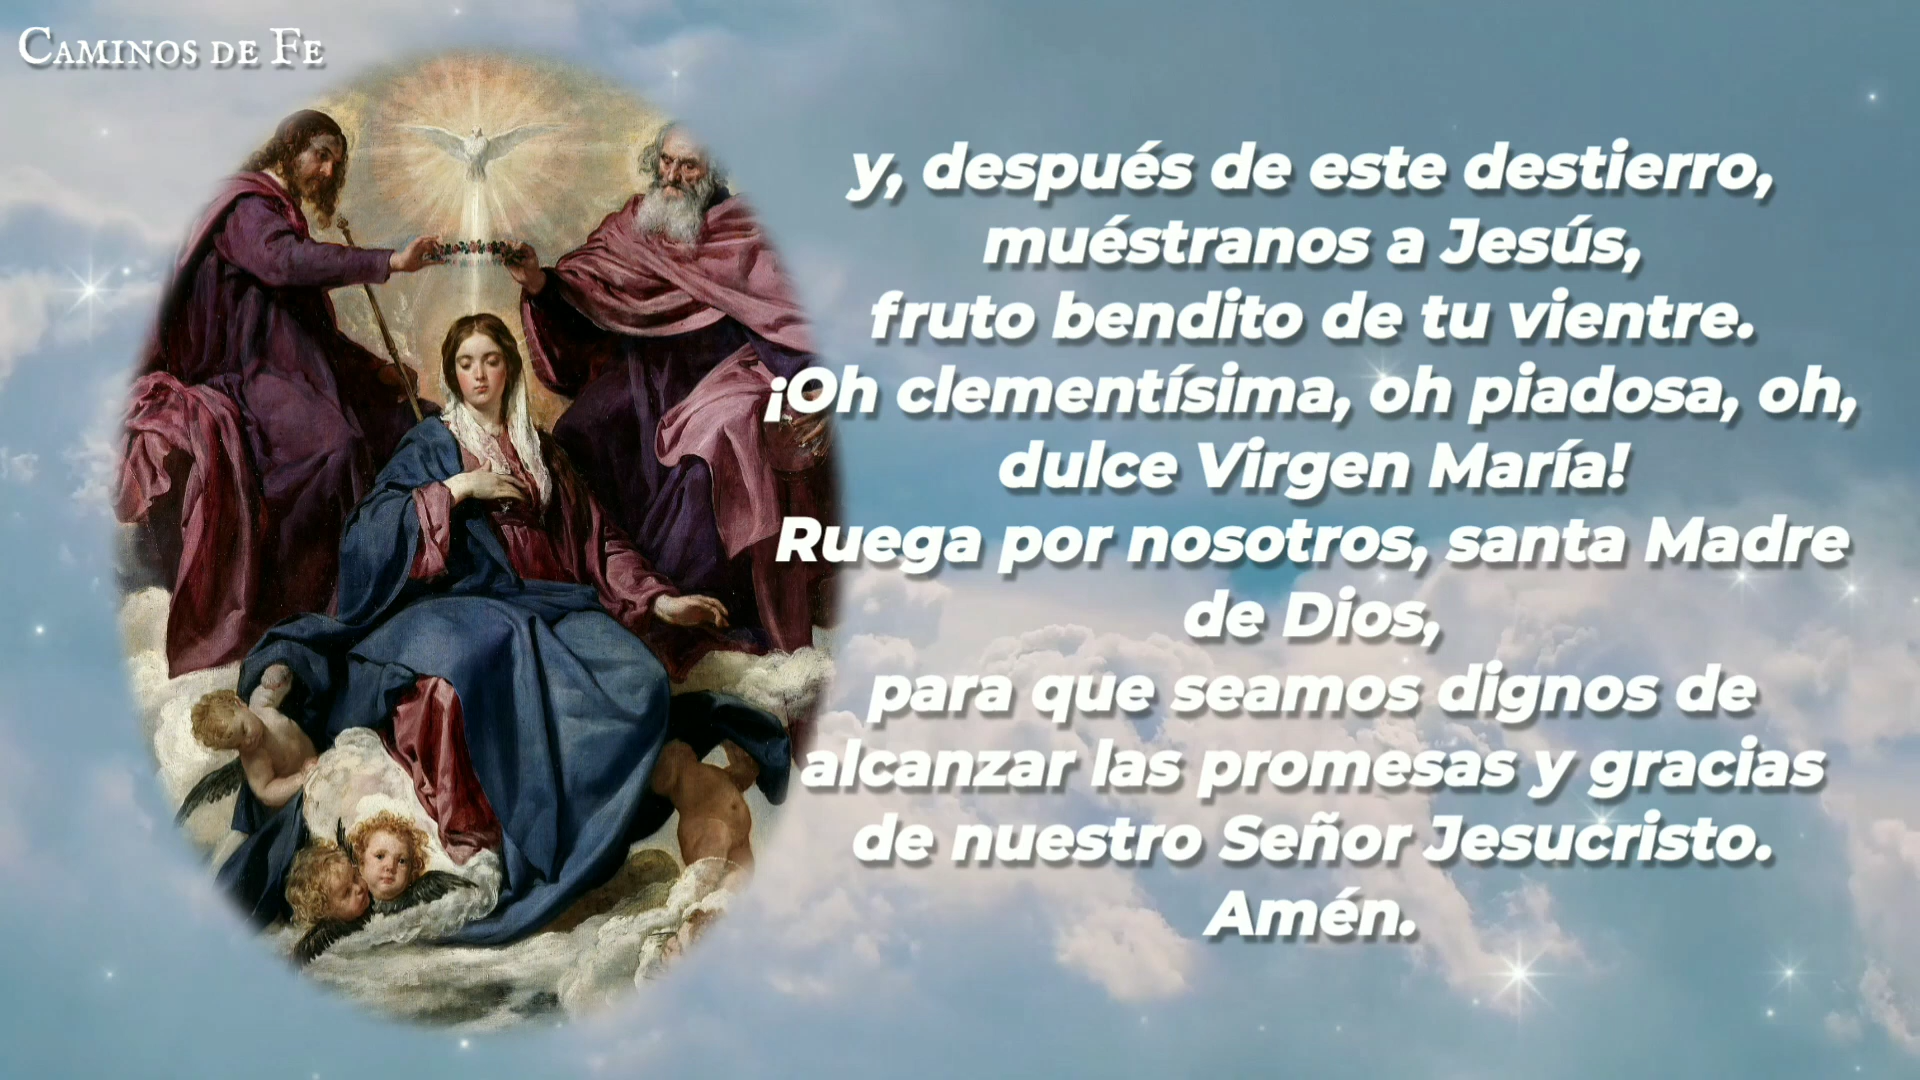 CAMINOS DE FE
y, después de este destierro,
muéstranos a Jesús,
fruto bendito de tu vientre.
¡Oh clementísima, oh piadosa, oh,
dulce Virgen María!
Ruega por nosotros, santa Madre
de Dios,
para que seamos dignos de
alcanzar las promesas y gracias
de nuestro Señor Jesucristo.
Amén.